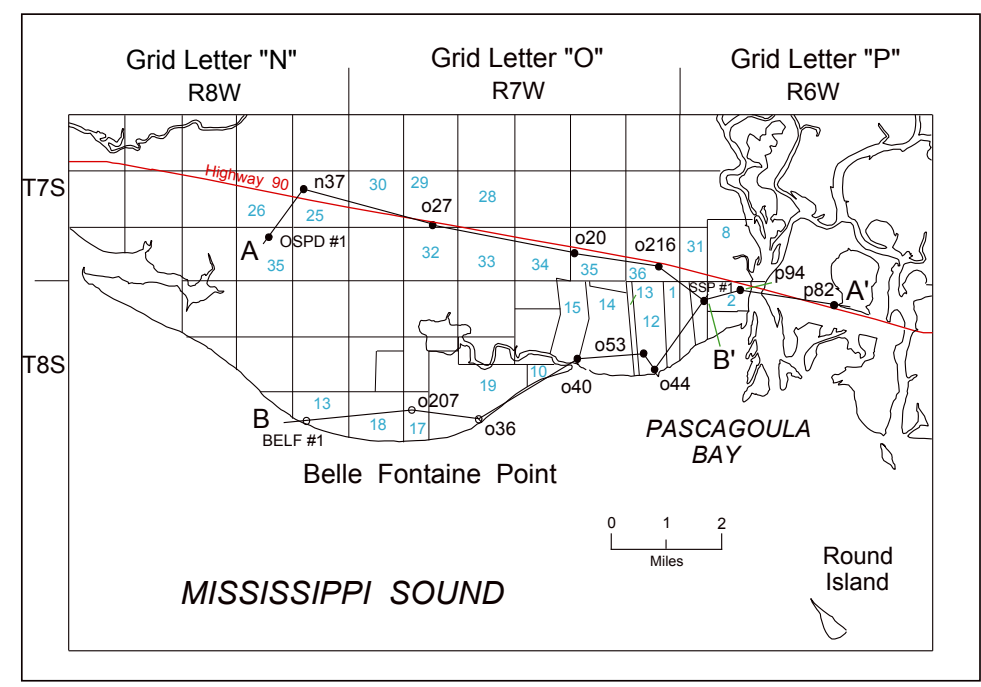 Grid Letter "N"
R8W
Grid Letter "O"
R7W
Grid Letter "P"
R6W
T7S
Highway 90
n37
30
29
28
26
25
o27
8
A
OSPD #1
35
32
33
34
o20
35
o216
36
31
p94
SSP #1
2
p82
A'
15
14
13
1
12
B'
T8S
o53
o40
o44
10
19
13
B
BELF #1
o207
18
17
o36
PASCAGOULA
BAY
Belle Fontaine Point
0 1 2
Miles
Round
Island
MISSISSIPPI SOUND